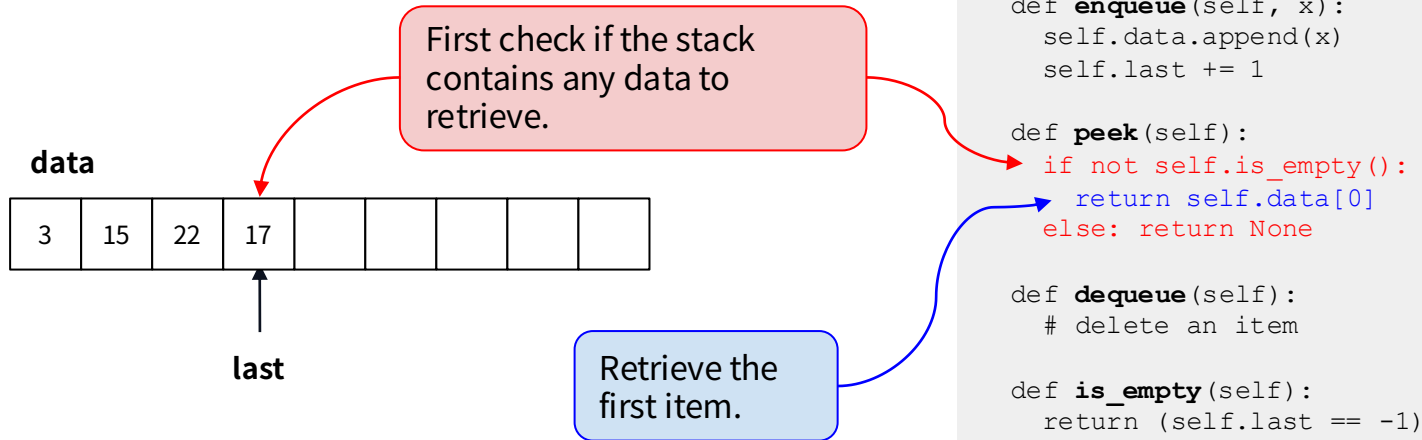 First check if the stack
contains any data to
retrieve.
data
3 15 22 17
last
Retrieve the
first item.
def enqueue(self, x):
self.data.append(x)
self.last += 1
def peek(self):
if not self.is_empty():
return self.data[0]
else: return None
def dequeue(self):
# delete an item
def is_empty(self):
return (self.last == -1)